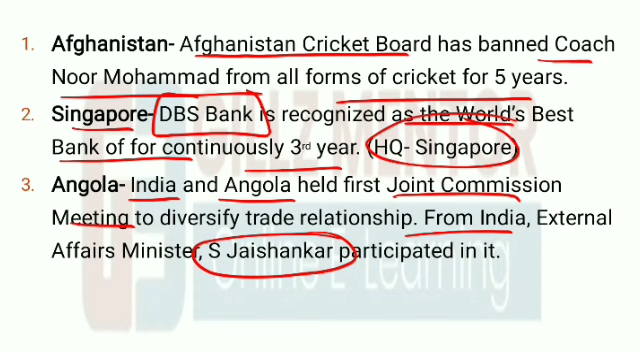 1. Afghanistan- Afghanistan Cricket Board has banned Coach
Noor Mohammad from all forms of cricket for 5 years.
2. Singapore- DBS Bank is recognized as the World's Best
Bank of for continuously 3rd year. (HQ- Singapore)
3. Angola- India and Angola held first Joint Commission
Meeting to diversify trade relationship. From India, External
Affairs Minister, S Jaishankar participated in it.
Online E-Learning